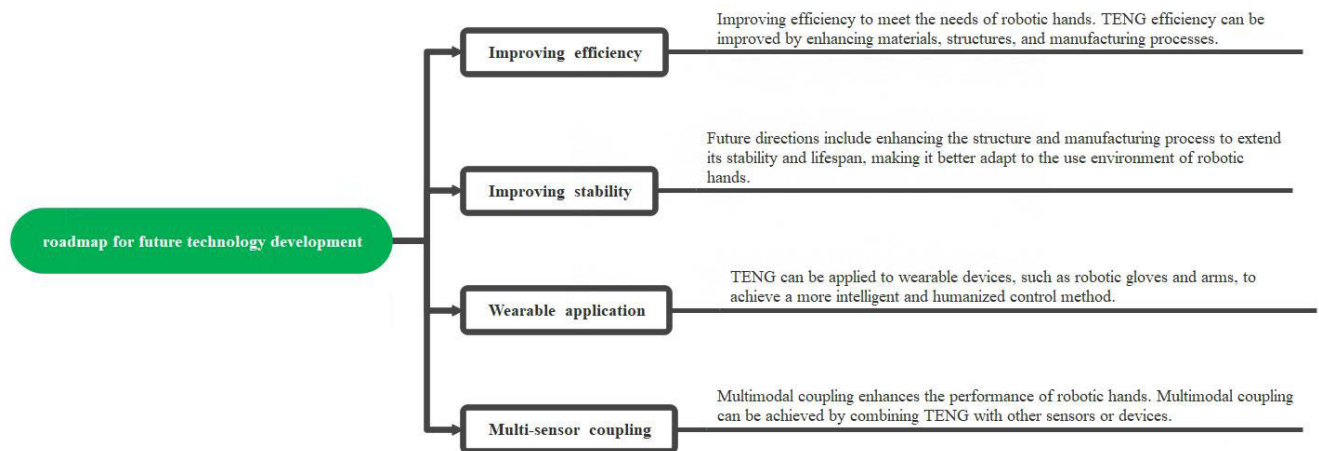 roadmap for future technology development
Improving efficiency
Improving efficiency to meet the needs of robotic hands. TENG efficiency can be
improved by enhancing materials, structures, and manufacturing processes.
Improving stability
Future directions include enhancing the structure and manufacturing process to extend
its stability and lifespan, making it better adapt to the use environment of robotic
hands.
Wearable application
TENG can be applied to wearable devices, such as robotic gloves and arms, to
achieve a more intelligent and humanized control method.
Multi-sensor coupling
Multimodal coupling enhances the performance of robotic hands. Multimodal coupling
can be achieved by combining TENG with other sensors or devices.